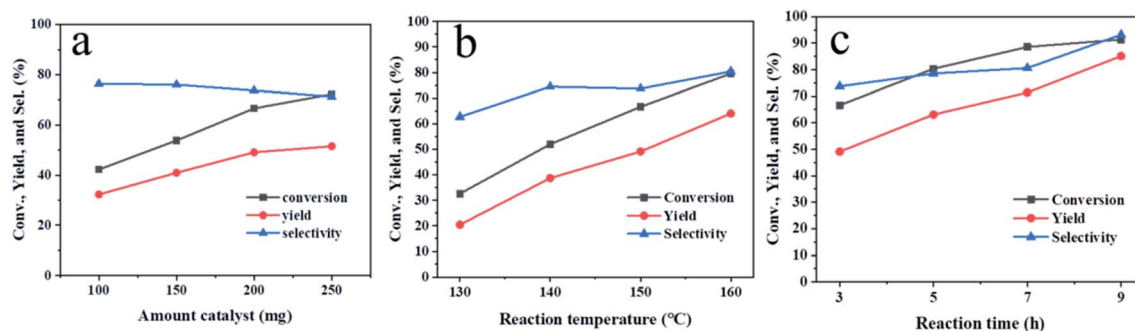 a
Conv., Yield, and Sel. (%)
100
80
60
40
20
0
conversion
yield
selectivity
100 150 200 250
Amount catalyst (mg)
b
Conv., Yield, and Sel. (%)
100
90
80
70
60
50
40
30
20
10
0
Conversion
Yield
Selectivity
130 140 150 160
Reaction temperature (°C)
c
Conv., Yield, and Sel. (%)
100
90
80
70
60
50
40
30
20
10
0
Conversion
Yield
Selectivity
3 5 7 9
Reaction time (h)